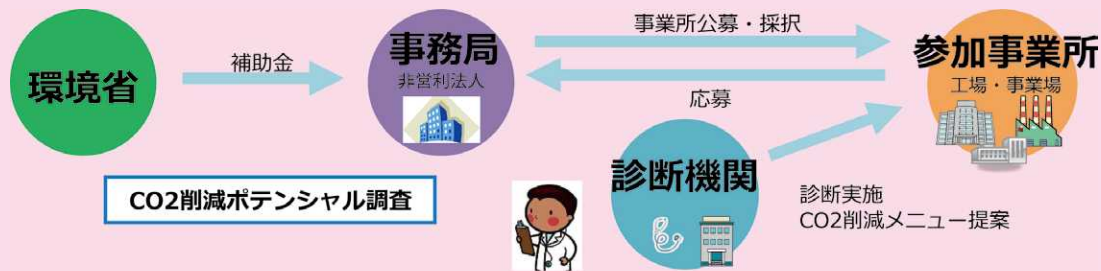 環境省
補助金
事務局
非営利法人
事業所公募・採択
応募
参加事業所
工場・事業場
CO2削減ポテンシャル調査
診断機関
診断実施
CO2削減メニュー提案